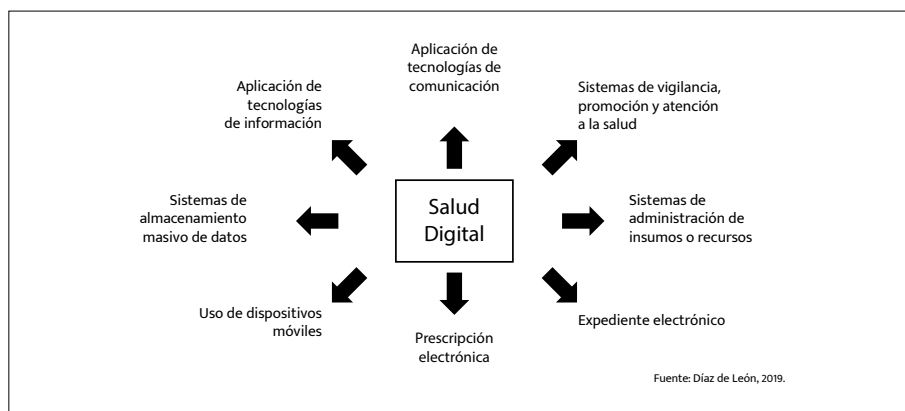 Aplicación de
tecnologías de
comunicación
Aplicación de
tecnologías
de información
Sistemas de vigilancia,
promoción y atención
a la salud
Sistemas de
almacenamiento
masivo de datos
Salud
Digital
Sistemas de
administración de
insumos o recursos
Uso de dispositivos
móviles
Prescripción
electrónica
Expediente electrónico
Fuente: Díaz de León, 2019.